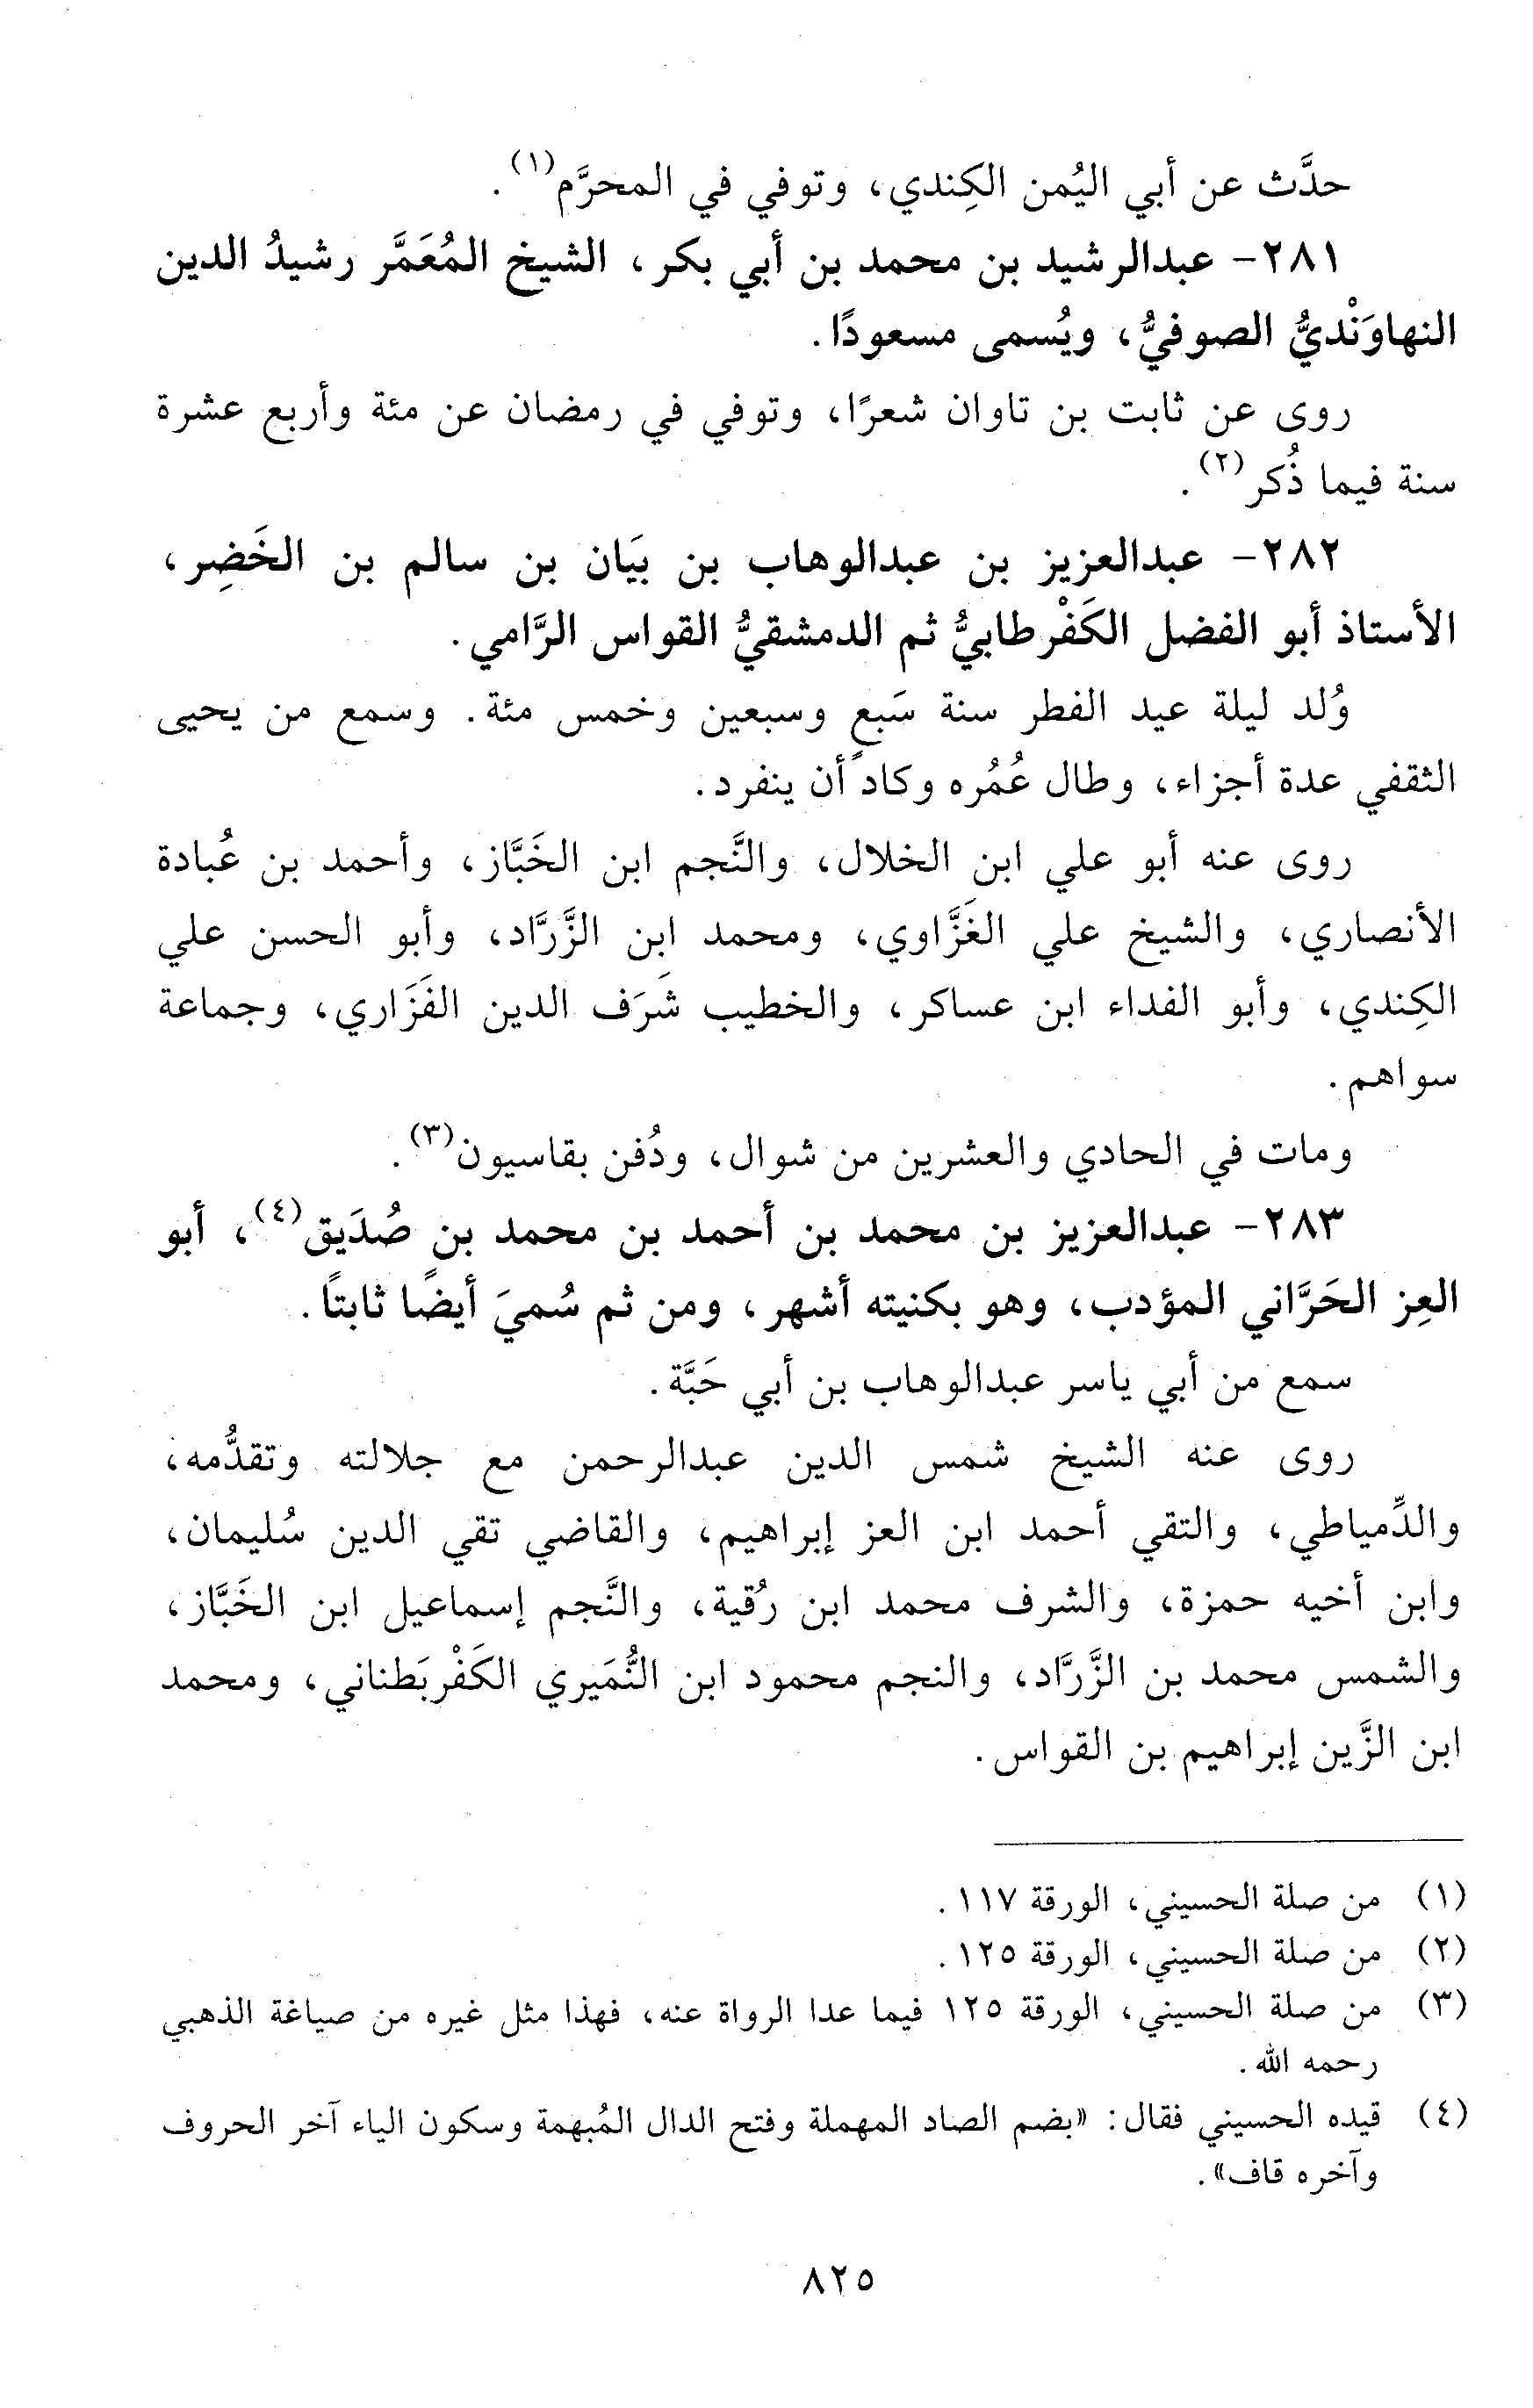 حدَّث عن أبي اليُمن الكِندي، وتوفي في المحرَّم(١).
٢٨١- عبدالرشيد بن محمد بن أبي بكر، الشيخ المُعَمَّر رشيدُ الدين
النهاوَنْديُّ الصوفيُّ، ويُسمى مسعودًا.
روى عن ثابت بن تاوان شعرًا، وتوفي في رمضان عن مئة وأربع عشرة
سنة فيما ذُكر(٢).
٢٨٢- عبدالعزيز بن عبدالوهاب بن بَيَان بن سالم بن الخَضِر،
الأستاذ أبو الفضل الكَفْرطابيُّ ثم الدمشقيُّ القواس الرَّامي.
وُلد ليلة عيد الفطر سنة سَبعٍ وسبعين وخمس مئة. وسمع من يحيى
الثقفي عدة أجزاء، وطال عُمُره وكاد أن ينفرد.
روى عنه أبو علي ابن الخلال، والنَّجم ابن الخَبَّاز، وأحمد بن عُبادة
الأنصاري، والشيخ علي الغَزَّاوي، ومحمد ابن الزَّرَّاد، وأبو الحسن علي
الكِندي، وأبو الفداء ابن عساكر، والخطيب شَرَف الدين الفَزَاري، وجماعة
سواهم.
ومات في الحادي والعشرين من شوال، ودُفن بقاسيون(٣).
٢٨٣- عبدالعزيز بن محمد بن أحمد بن محمد بن صُدَيق(٤)، أبو
العِز الحَرَّاني المؤدب، وهو بكنيته أشهر، ومن ثم سُميَ أيضًا ثابتًا.
سمع من أبي ياسر عبدالوهاب بن أبي حَبَّة.
روى عنه الشيخ شمس الدين عبدالرحمن مع جلالته وتقدُّمه،
والدِّمياطي، والتقي أحمد ابن العز إبراهيم، والقاضي تقي الدين سُليمان،
وابن أخيه حمزة، والشرف محمد ابن رُقية، والنَّجم إسماعيل ابن الخَبَّاز،
والشمس محمد بن الزَّرَّاد، والنجم محمود ابن النُّمَيري الكَفْربَطناني، ومحمد
ابن الزَّين إبراهيم بن القواس.
(١) من صلة الحسيني، الورقة ١١٧.
(٢) من صلة الحسيني، الورقة ١٢٥.
(٣) من صلة الحسيني، الورقة ١٢٥ فيما عدا الرواة عنه، فهذا مثل غيره من صياغة الذهبي
رحمه الله.
(٤) قيده الحسيني فقال: «بضم الصاد المهملة وفتح الدال المُبهمة وسكون الياء آخر الحروف
وآخره قاف».
٨٢٥